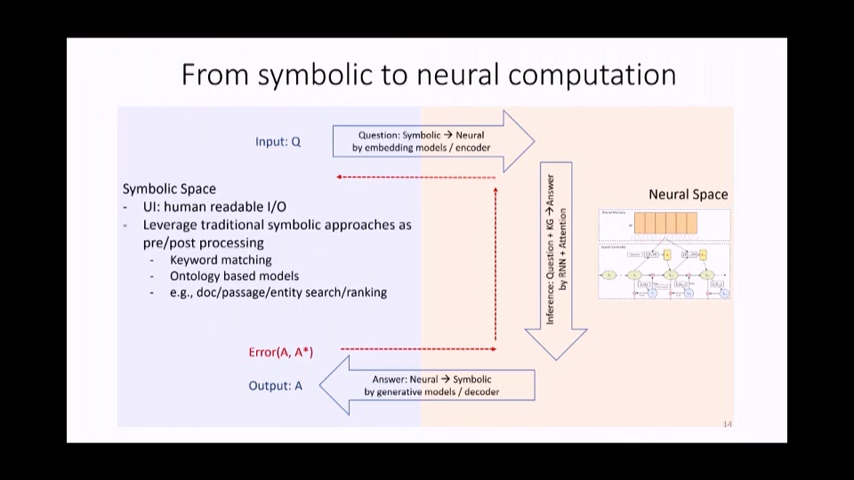 From symbolic to neural computation
Input: Q
Question: Symbolic → Neural
by embedding models / encoder
Symbolic Space
- UI: human readable I/O
- Leverage traditional symbolic approaches as
pre/post processing
- Keyword matching
- Ontology based models
- e.g., doc/passage/entity search/ranking
Inference: Question + KG →Answer
by RNN + Attention
Neural Space
Error(A, A*)
Output: A
Answer: Neural → Symbolic
by generative models / decoder
14